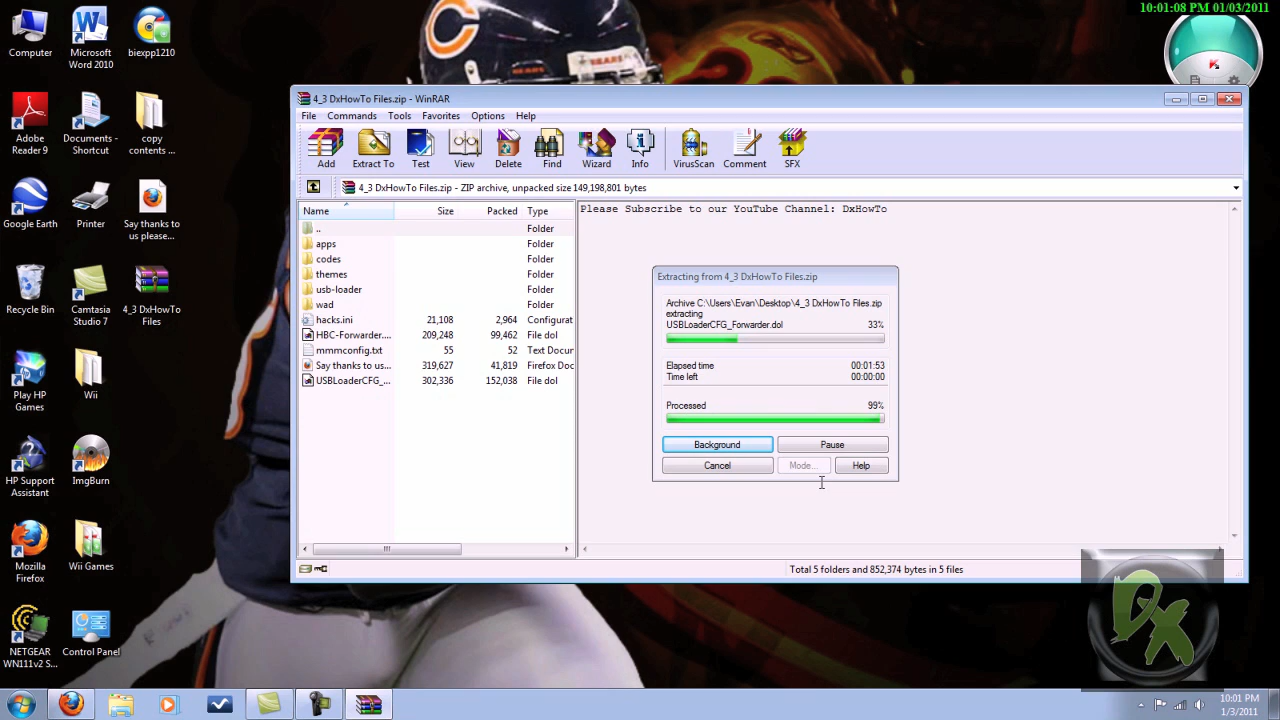 10:01:08 PM 01/03/2011
Computer
Microsoft Word 2010
biexpp1210
Adobe Reader 9
Documents - Shortcut
copy contents ...
Google Earth
Printer
Say thanks to us please...
Recycle Bin
Camtasia Studio 7
4_3 DxHowTo Files
Play HP Games
Wii
HP Support Assistant
ImgBurn
Mozilla Firefox
Wii Games
NETGEAR WN111v2 S...
Control Panel
4_3 DxHowTo Files.zip - WinRAR
File Commands Tools Favorites Options Help
Add Extract To Test View Delete Find Wizard Info VirusScan Comment SFX
4_3 DxHowTo Files.zip - ZIP archive, unpacked size 149,198,801 bytes
Name Size Packed Type
.. Folder
apps Folder
codes Folder
themes Folder
usb-loader Folder
wad Folder
hacks.ini 21,108 2,964 Configurat
HBC-Forwarder.... 209,248 99,462 File dol
mmmconfig.txt 55 52 Text Docum
Say thanks to us... 319,627 41,819 Firefox Doc
USBLoaderCFG_... 302,336 152,038 File dol
Please Subscribe to our YouTube Channel: DxHowTo
Extracting from 4_3 DxHowTo Files.zip
Archive C:\Users\Evan\Desktop\4_3 DxHowTo Files.zip
extracting
USBLoaderCFG_Forwarder.dol 33%
Elapsed time 00:01:53
Time left 00:00:00
Processed 99%
Background Pause
Cancel Mode... Help
Total 5 folders and 852,374 bytes in 5 files
DX
10:01 PM
1/3/2011